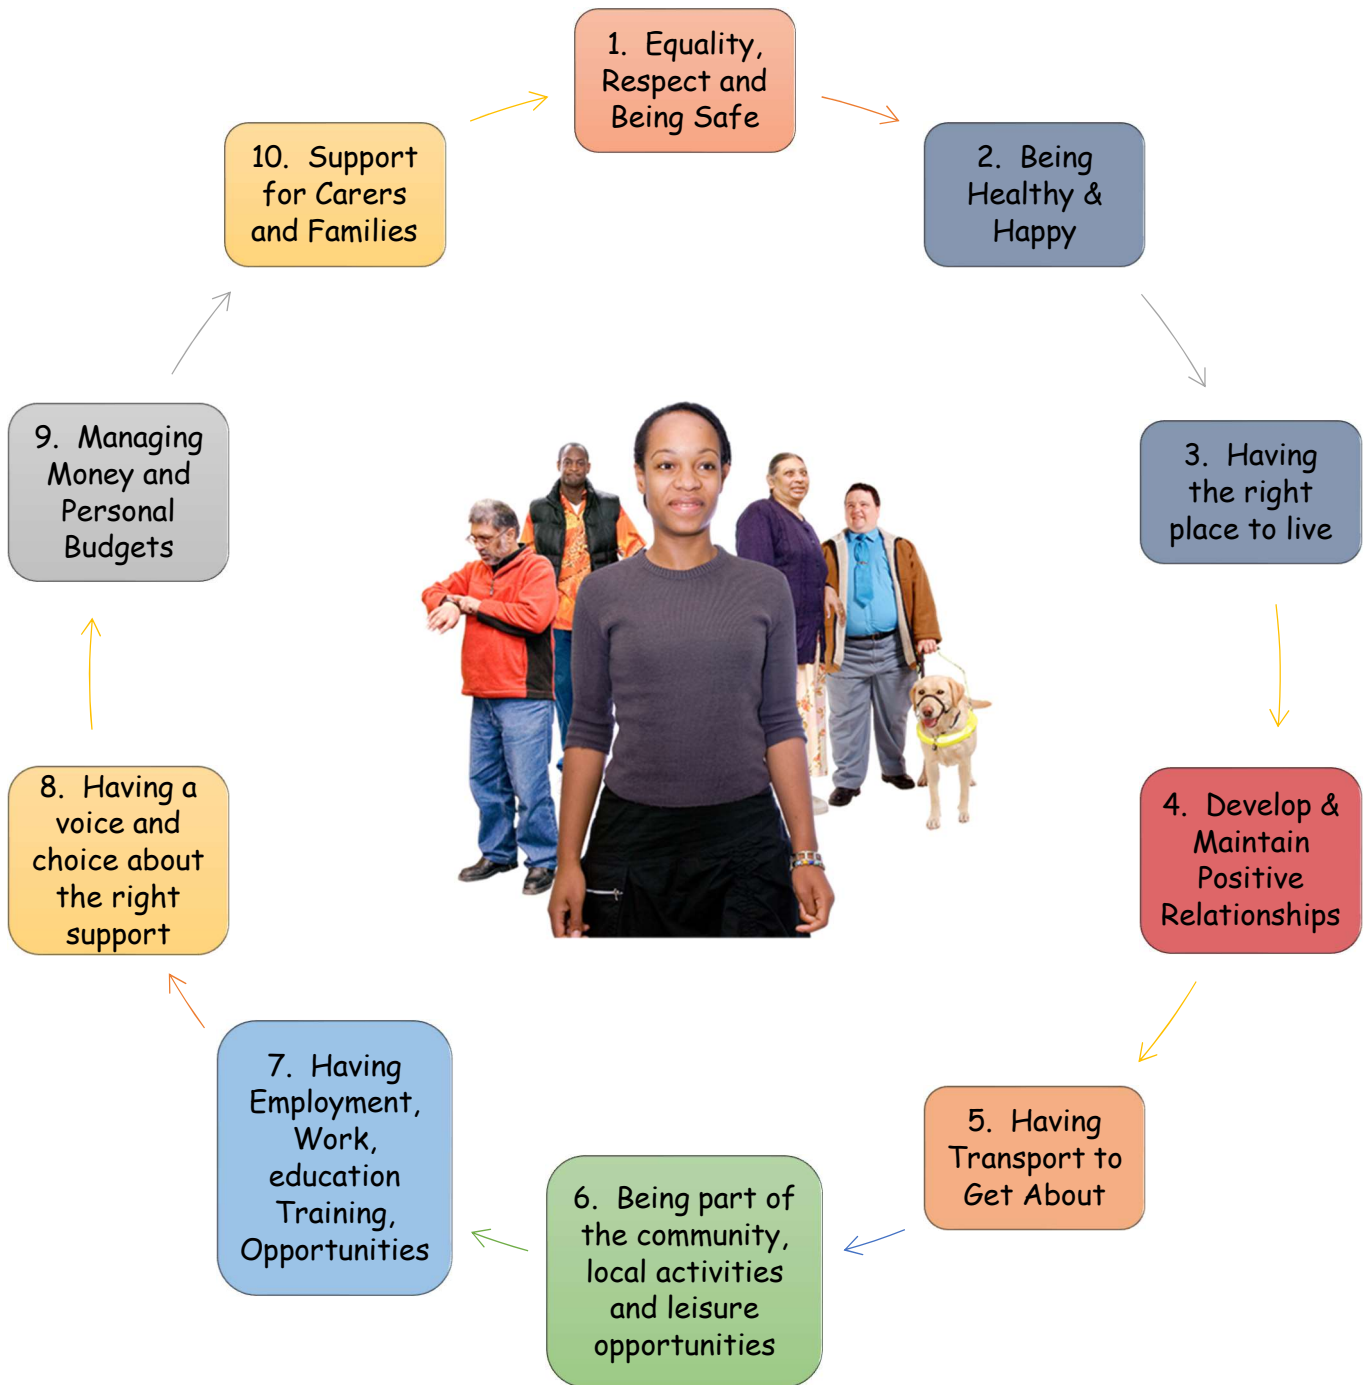 1. Equality,
Respect and
Being Safe
2. Being
Healthy &
Happy
3. Having
the right
place to live
4. Develop &
Maintain
Positive
Relationships
5. Having
Transport to
Get About
6. Being part of
the community,
local activities
and leisure
opportunities
7. Having
Employment,
Work,
education
Training,
Opportunities
8. Having a
voice and
choice about
the right
support
9. Managing
Money and
Personal
Budgets
10. Support
for Carers
and Families